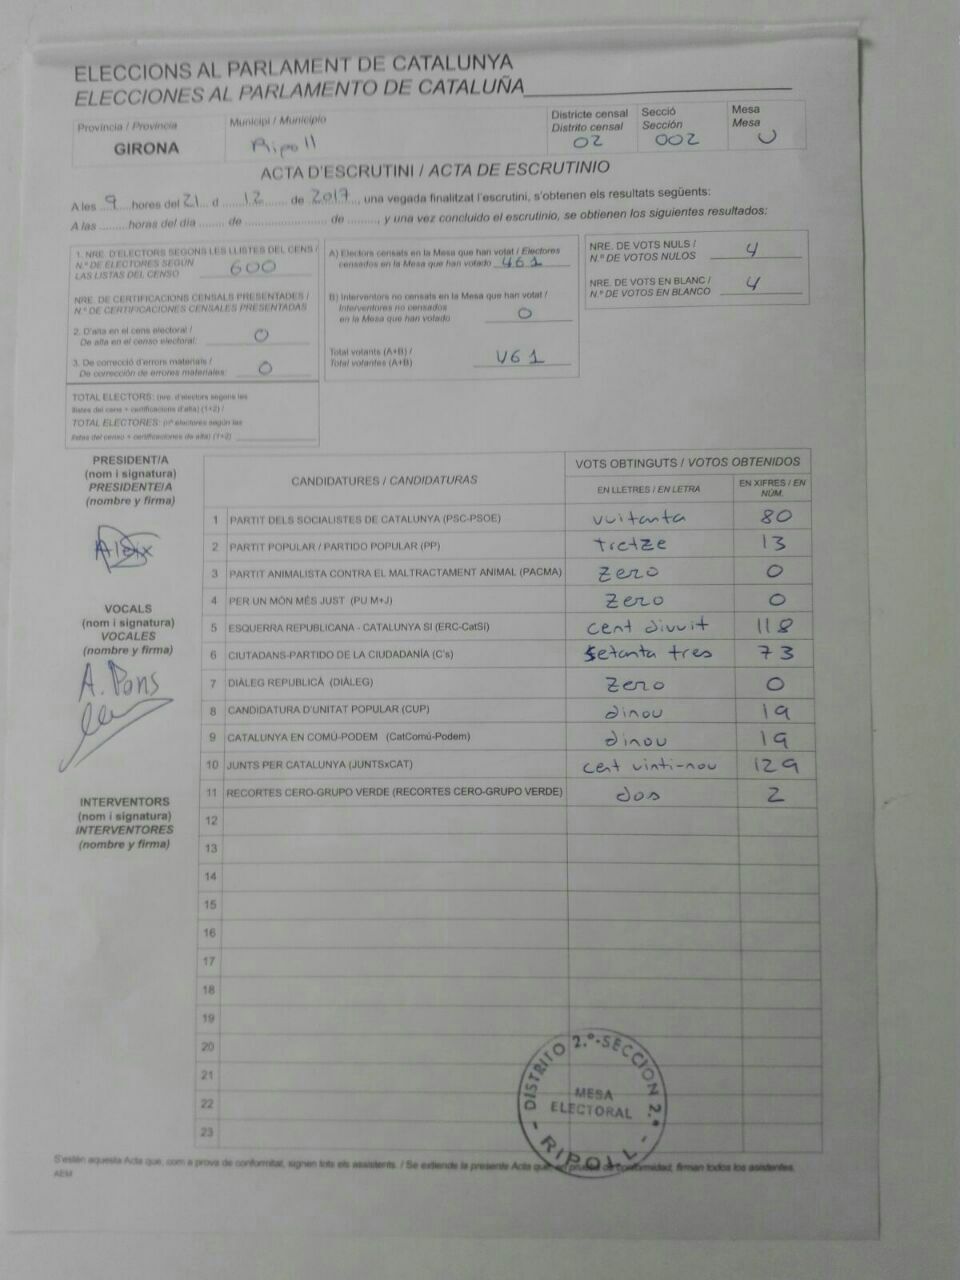 ELECCIONS AL PARLAMENT DE CATALUNYA
ELECCIONES AL PARLAMENTO DE CATALUÑA
Provincia / Província
GIRONA
Municipi / Municipio
Ripoll
Districte censal
Distrito censal
02
Secció
Sección
002
Mesa
Mesa
U
ACTA D'ESCRUTINI / ACTA DE ESCRUTINIO
A les 9 hores del 21 d 12 de 2017, una vegada finalitzat l'escrutini, s'obtenen els resultats següents:
A las ........horas del día ...... de ........................ de ........, y una vez concluido el escrutinio, se obtienen los siguientes resultados:
1. NRE. D'ELECTORS SEGONS LES LLISTES DEL CENS /
N.º DE ELECTORES SEGÚN
LAS LISTAS DEL CENSO 600
NRE. DE CERTIFICACIONS CENSALS PRESENTADES /
N.º DE CERTIFICACIONES CENSALES PRESENTADAS
2. D'alta en el cens electoral /
De alta en el censo electoral: 0
3. De correcció d'errors materials /
De corrección de errores materiales: 0
TOTAL ELECTORS: (nre. d'electors segons les
llistes del cens + certificacions d'alta) (1+2) /
TOTAL ELECTORES: (nº electores según las
listas del censo + certificaciones de alta) (1+2)
A) Electors censats en la Mesa que han votat / Electores
censados en la Mesa que han votado 461
B) Interventors no censats en la Mesa que han votat /
Interventores no censados
en la Mesa que han votado 0
Total votants (A+B) /
Total votantes (A+B) 461
NRE. DE VOTS NULS /
N.º DE VOTOS NULOS 4
NRE. DE VOTS EN BLANC /
N.º DE VOTOS EN BLANCO 4
PRESIDENT/A
(nom i signatura)
PRESIDENTE/A
(nombre y firma)
Aleix
VOCALS
(nom i signatura)
VOCALES
(nombre y firma)
A. Pons
INTERVENTORS
(nom i signatura)
INTERVENTORES
(nombre y firma)
CANDIDATURES / CANDIDATURAS
VOTS OBTINGUTS / VOTOS OBTENIDOS
EN LLETRES / EN LETRA
EN XIFRES / EN NÚM.
1 PARTIT DELS SOCIALISTES DE CATALUNYA (PSC-PSOE) vuitanta 80
2 PARTIT POPULAR / PARTIDO POPULAR (PP) tretze 13
3 PARTIT ANIMALISTA CONTRA EL MALTRACTAMENT ANIMAL (PACMA) zero 0
4 PER UN MÓN MÉS JUST (PU M+J) zero 0
5 ESQUERRA REPUBLICANA - CATALUNYA SI (ERC-CatSí) cent divuit 118
6 CIUTADANS-PARTIDO DE LA CIUDADANÍA (C's) setanta tres 73
7 DIÀLEG REPUBLICÀ (DIÀLEG) zero 0
8 CANDIDATURA D'UNITAT POPULAR (CUP) dinou 19
9 CATALUNYA EN COMÚ-PODEM (CatComú-Podem) dinou 19
10 JUNTS PER CATALUNYA (JUNTSxCAT) cent vinti-nou 129
11 RECORTES CERO-GRUPO VERDE (RECORTES CERO-GRUPO VERDE) dos 2
12
13
14
15
16
17
18
19
20
21
22
23
DISTRITO 2.º-SECCION 2.ª
MESA
ELECTORAL
- RIPOLL -
S'estén aquesta Acta que, com a prova de conformitat, signen tots els assistents. / Se extiende la presente Acta que, en prueba de conformidad, firman todos los asistentes.
AEM